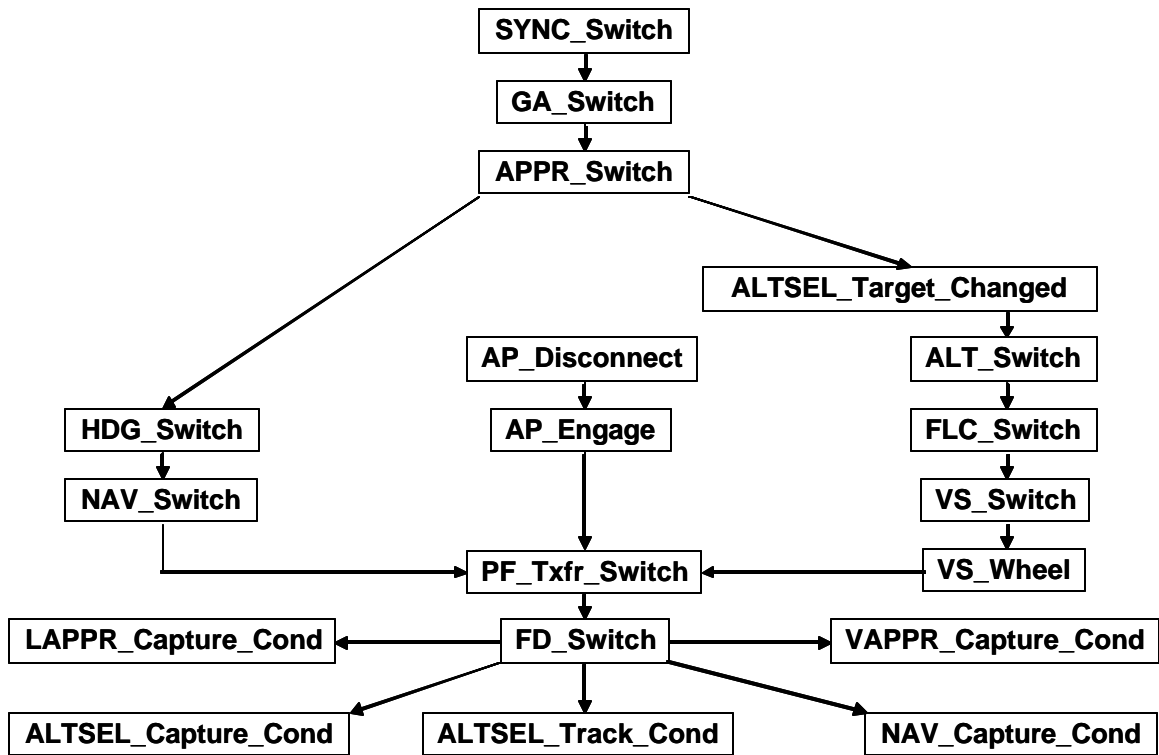 SYNC_Switch
GA_Switch
APPR_Switch
ALTSEL_Target_Changed
AP_Disconnect
ALT_Switch
HDG_Switch
AP_Engage
FLC_Switch
NAV_Switch
VS_Switch
PF_Txfr_Switch
VS_Wheel
LAPPR_Capture_Cond
FD_Switch
VAPPR_Capture_Cond
ALTSEL_Capture_Cond
ALTSEL_Track_Cond
NAV_Capture_Cond